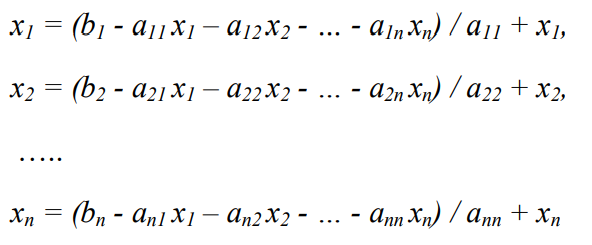 x₁ = (b₁ - a₁₁x₁ – a₁₂x₂ - ... - a₁ₙxₙ) / a₁₁ + x₁,
x₂ = (b₂ - a₂₁x₁ – a₂₂x₂ - ... - a₂ₙxₙ) / a₂₂ + x₂,
.....
xₙ = (bₙ - aₙ₁x₁ – aₙ₂x₂ - ... - aₙₙxₙ) / aₙₙ + xₙ